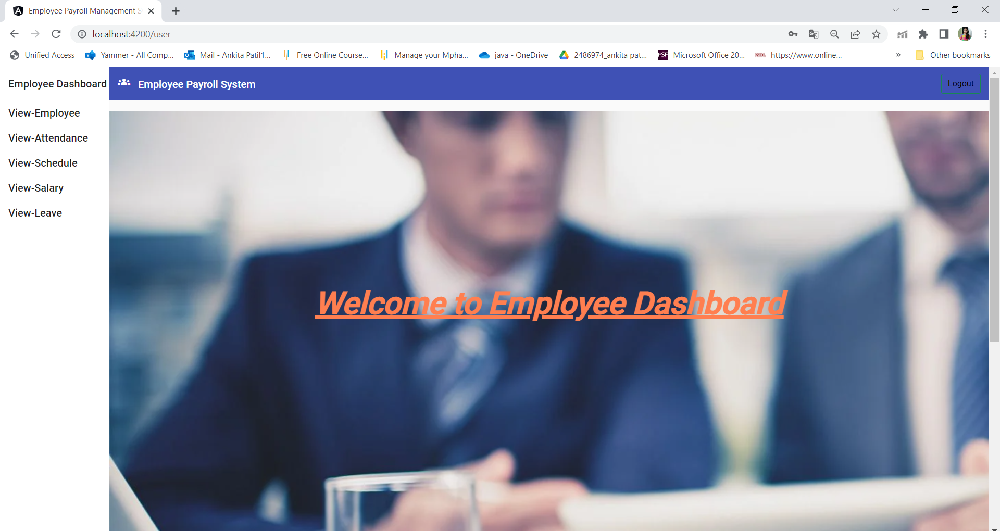 Employee Payroll Management S
localhost:4200/user
Unified Access
Yammer - All Comp...
Mail - Ankita Patil1...
Free Online Course...
Manage your Mpha...
java - OneDrive
2486974_ankita pat...
FSF
Microsoft Office 20...
NSDL
https://www.online...
»
Other bookmarks
Employee Dashboard
Employee Payroll System
Logout
View-Employee
View-Attendance
View-Schedule
View-Salary
View-Leave
Welcome to Employee Dashboard